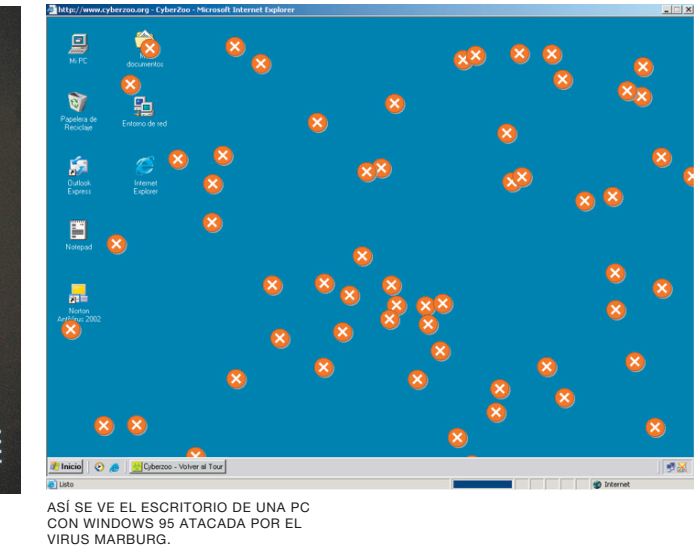 http://www.cyberzoo.org - CyberZoo - Microsoft Internet Explorer
Mi PC
documentos
Papelera de
Reciclaje
Entorno de red
Outlook
Express
Internet
Explorer
Notepad
Norton
AntiVirus 2002
Inicio
Cyberzoo - Volver al Tour
Listo
Internet
ASÍ SE VE EL ESCRITORIO DE UNA PC
CON WINDOWS 95 ATACADA POR EL
VIRUS MARBURG.